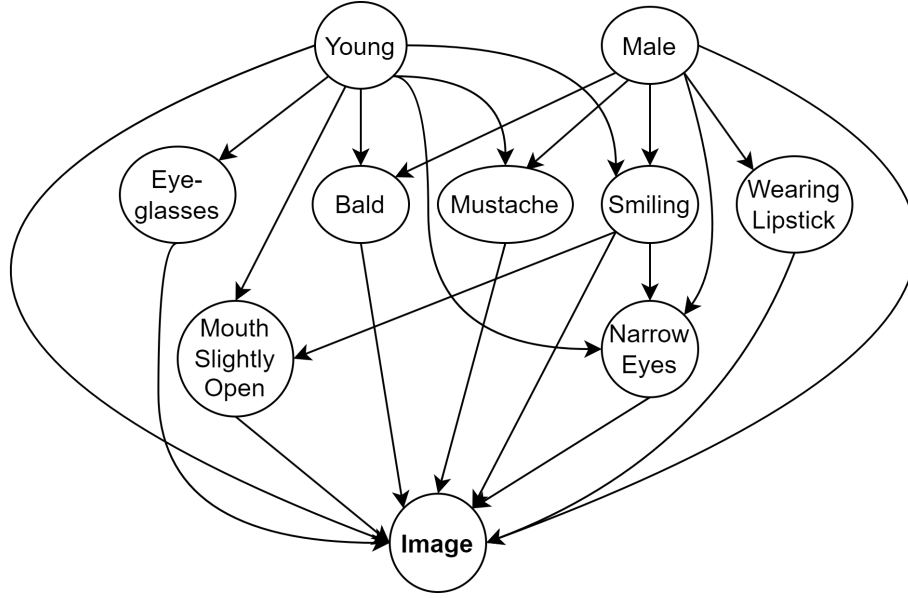 Young
Male
Eye-
glasses
Bald
Mustache
Smiling
Wearing
Lipstick
Mouth
Slightly
Open
Narrow
Eyes
Image